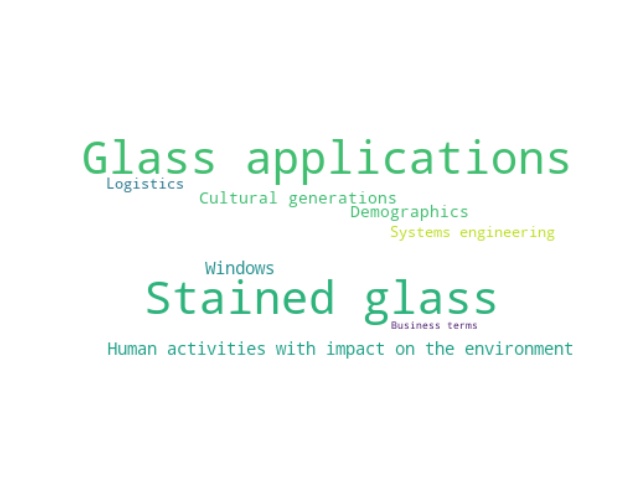 Glass applications
Logistics
Cultural generations
Demographics
Systems engineering
Windows
Stained glass
Business terms
Human activities with impact on the environment